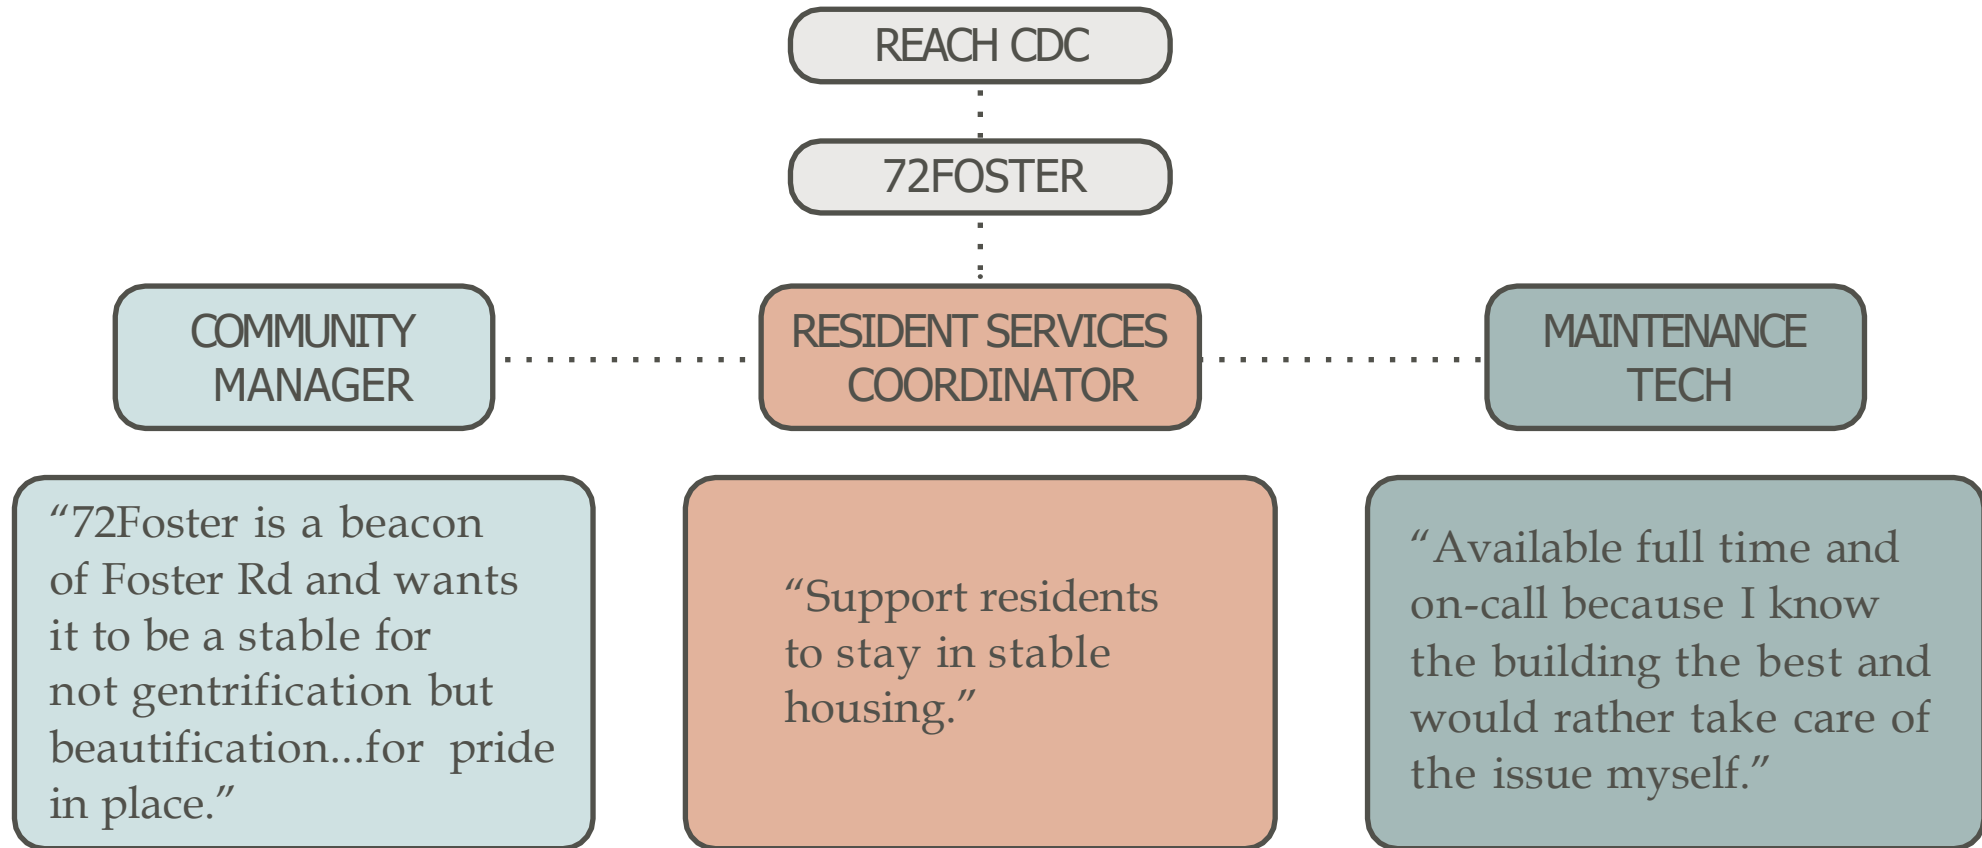 REACH CDC
72FOSTER
COMMUNITY
MANAGER
RESIDENT SERVICES
COORDINATOR
MAINTENANCE
TECH
“72Foster is a beacon
of Foster Rd and wants
it to be a stable for
not gentrification but
beautification...for pride
in place.”
“Support residents
to stay in stable
housing.”
“Available full time and
on-call because I know
the building the best and
would rather take care of
the issue myself.”